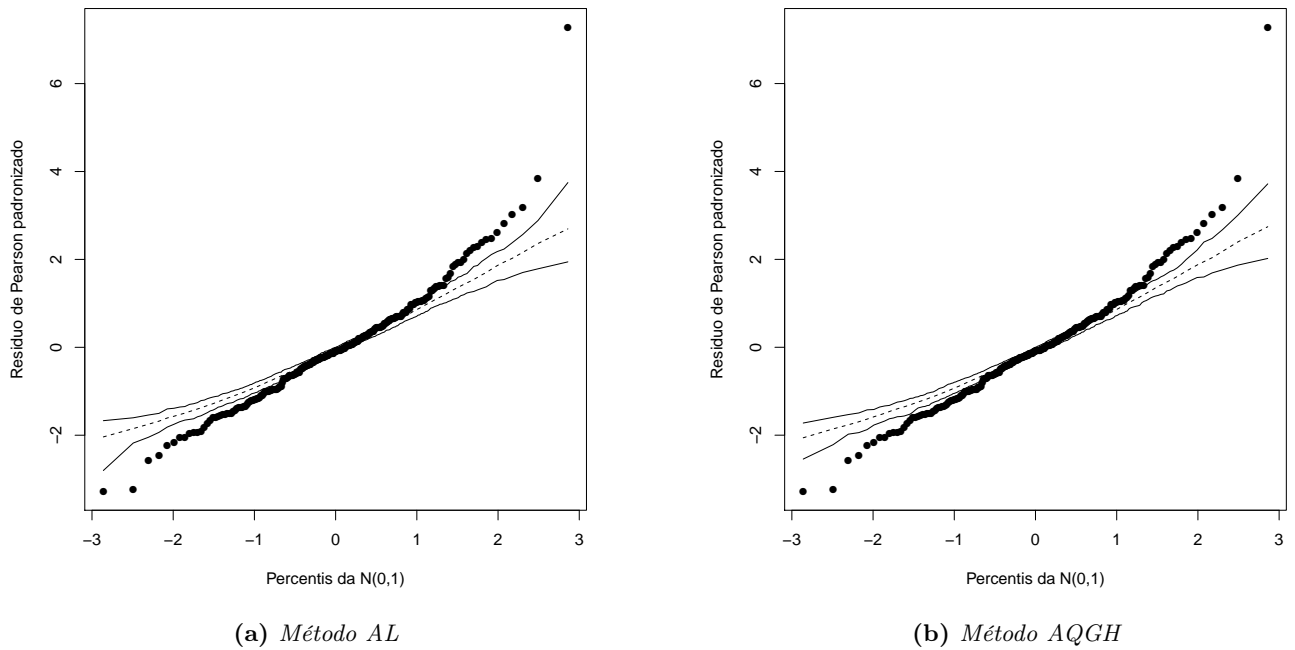 Resíduo de Pearson padronizado
6
4
2
0
−2
−3 −2 −1 0 1 2 3
Percentis da N(0,1)
(a) Método AL
Resíduo de Pearson padronizado
6
4
2
0
−2
−3 −2 −1 0 1 2 3
Percentis da N(0,1)
(b) Método AQGH